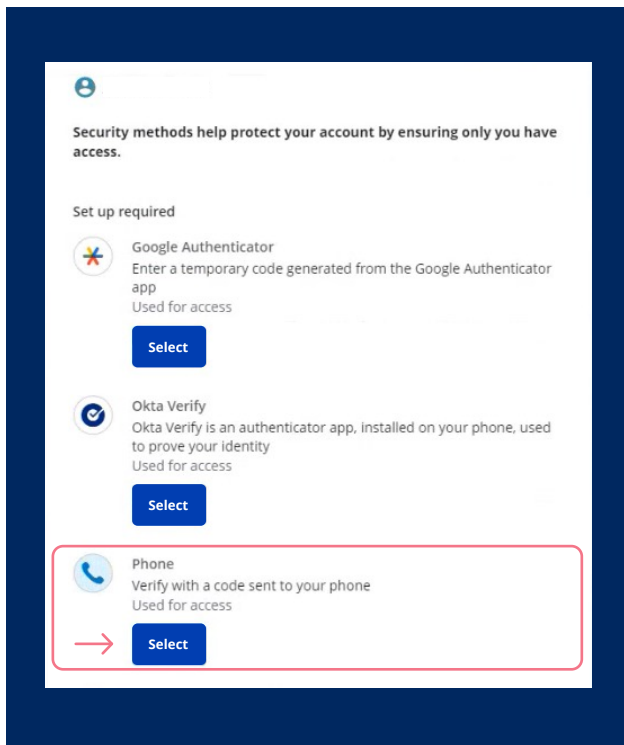 Security methods help protect your account by ensuring only you have
access.
Set up required
Google Authenticator
Enter a temporary code generated from the Google Authenticator
app
Used for access
Select
Okta Verify
Okta Verify is an authenticator app, installed on your phone, used
to prove your identity
Used for access
Select
Phone
Verify with a code sent to your phone
Used for access
Select